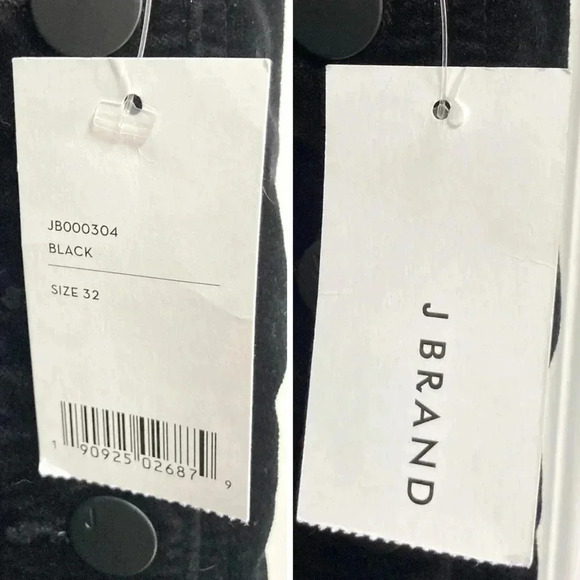 JB000304
BLACK
SIZE 32
1 90925 02687 9
J BRAND